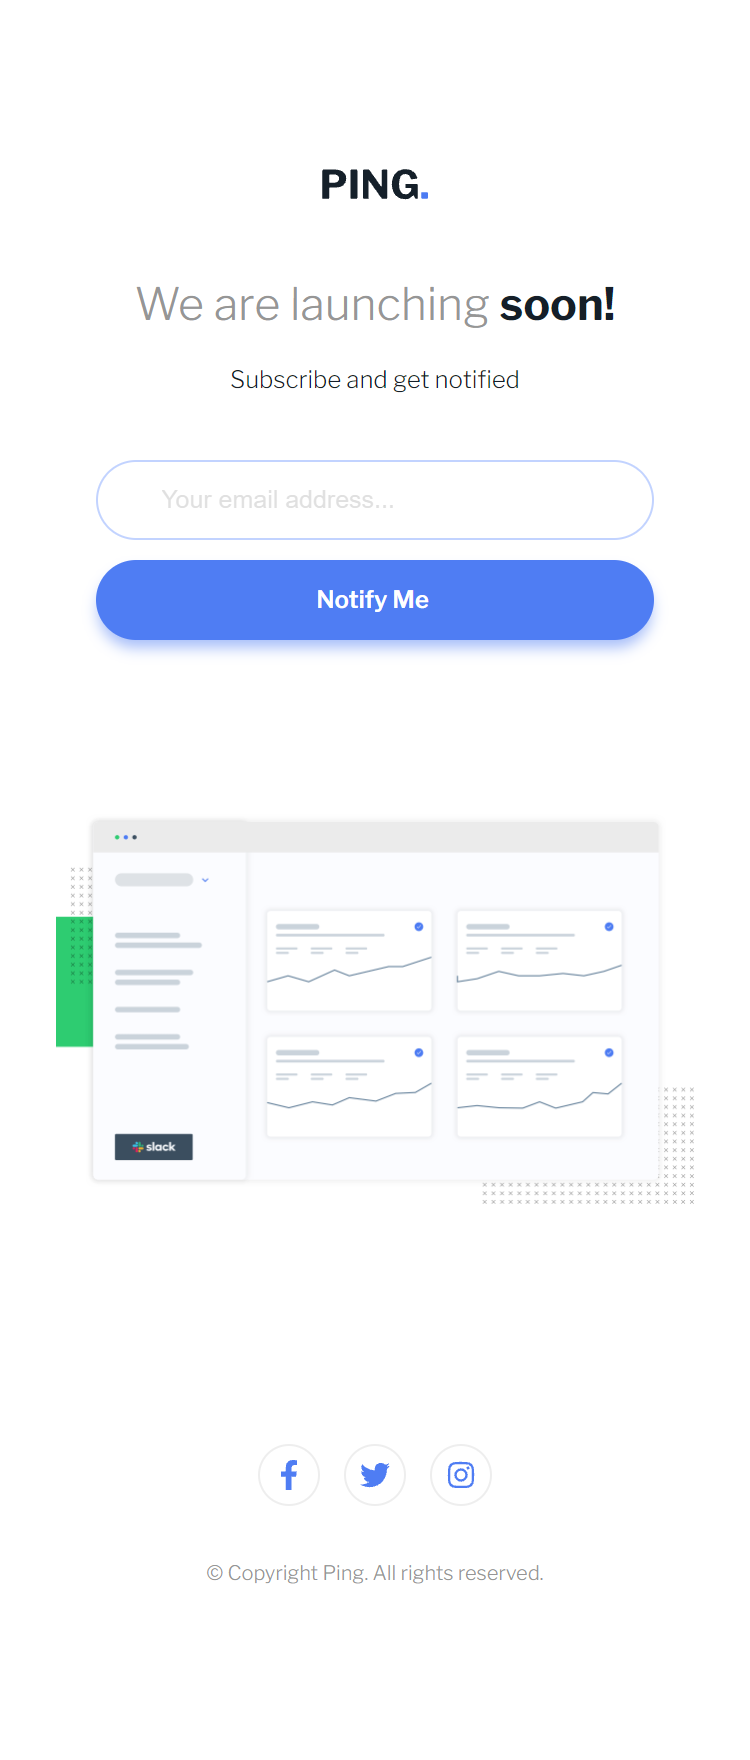 PING.
We are launching soon!
Subscribe and get notified
Your email address...
Notify Me
slack
© Copyright Ping. All rights reserved.